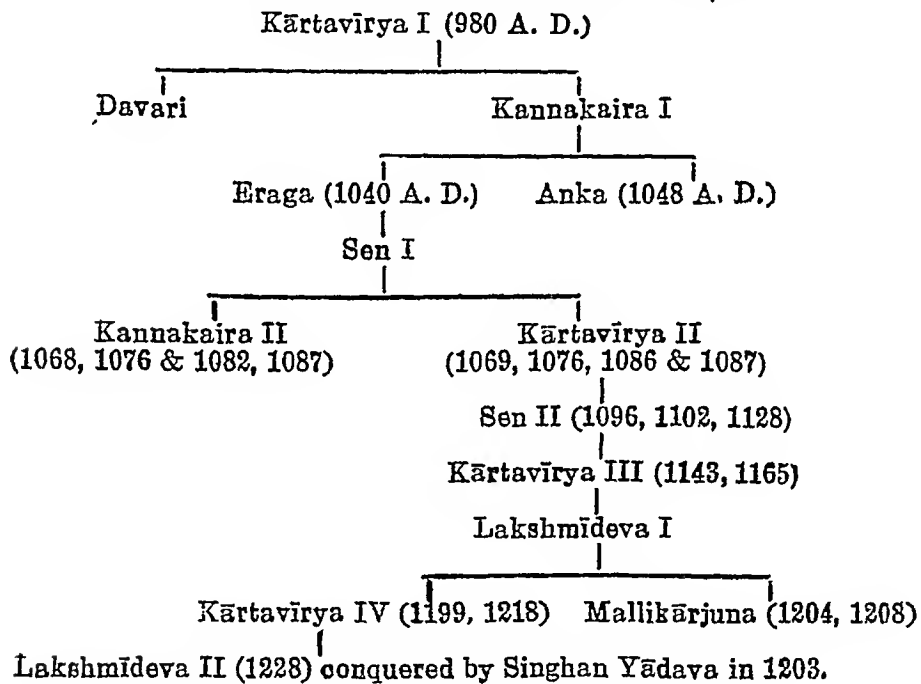 Kārtavīrya I (980 A. D.)
Davari Kannakaira I
Eraga (1040 A. D.) Anka (1048 A. D.)
Sen I
Kannakaira II Kārtavīrya II
(1068, 1076 & 1082, 1087) (1069, 1076, 1086 & 1087)
Sen II (1096, 1102, 1128)
Kārtavīrya III (1143, 1165)
Lakshmīdeva I
Kārtavīrya IV (1199, 1218) Mallikārjuna (1204, 1208)
Lakshmīdeva II (1228) conquered by Singhan Yādava in 1203.